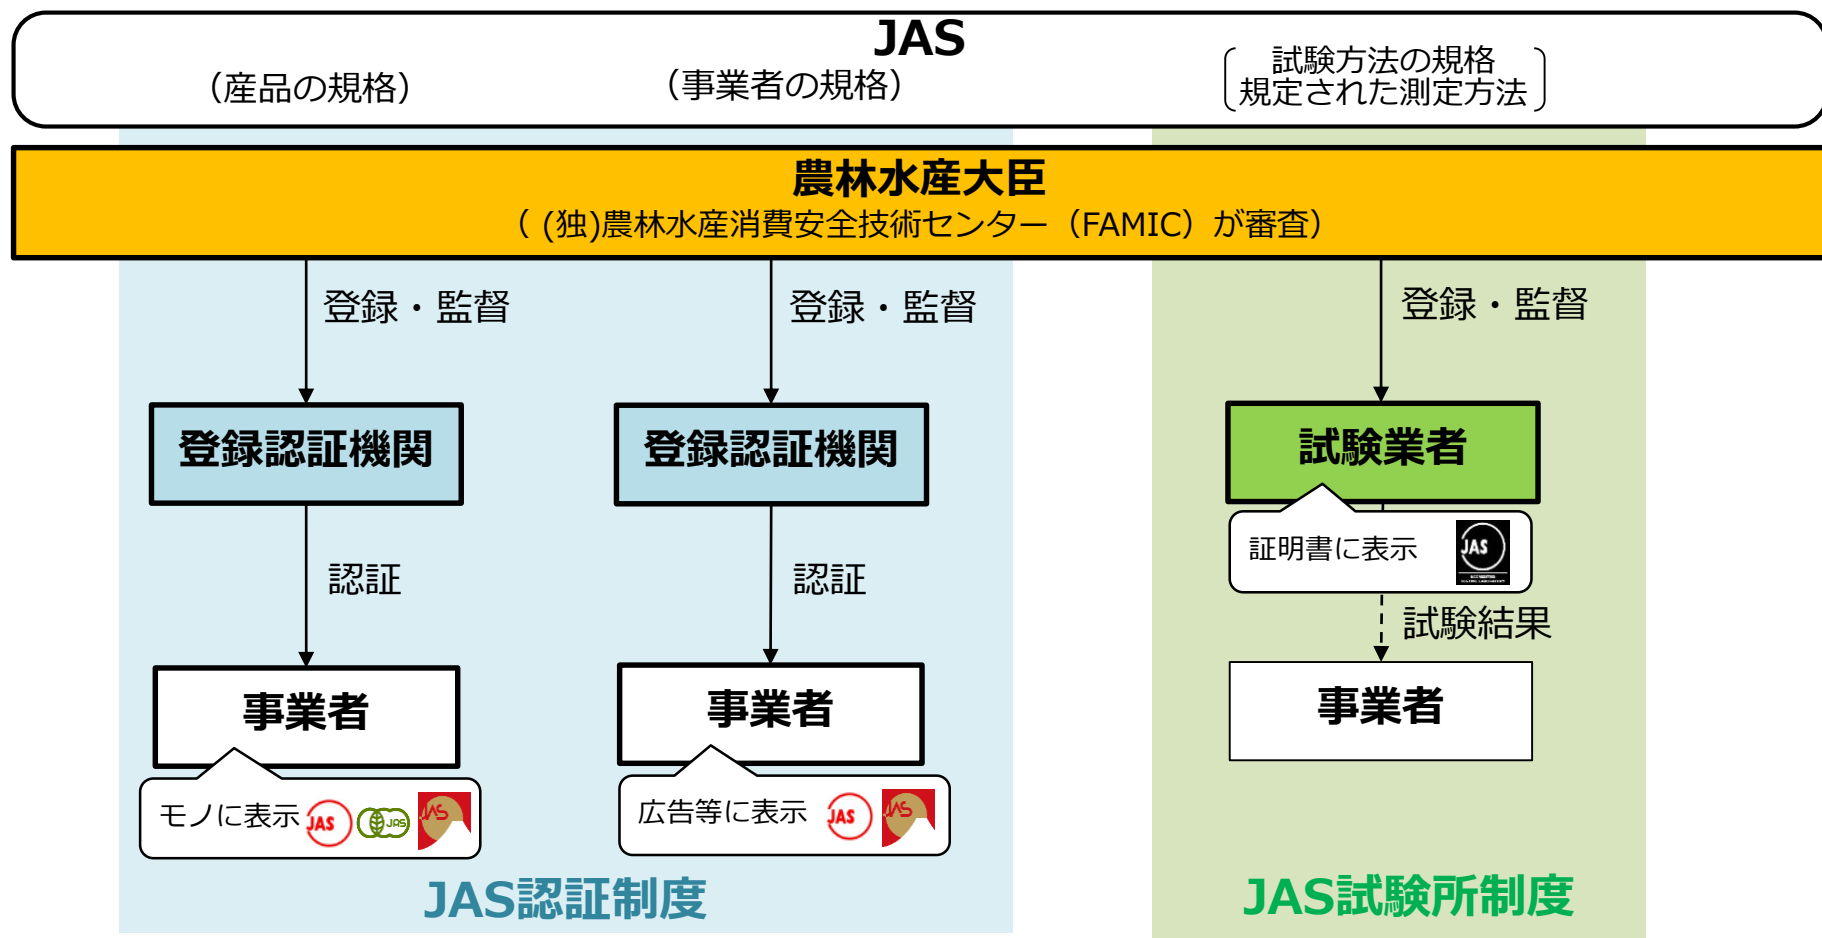 JAS
（産品の規格）
（事業者の規格）
試験方法の規格
規定された測定方法
農林水産大臣
（ (独)農林水産消費安全技術センター（FAMIC）が審査）
登録・監督
登録・監督
登録・監督
登録認証機関
登録認証機関
試験業者
証明書に表示
JAS
認証
認証
試験結果
事業者
事業者
事業者
モノに表示
JAS
JAS
JAS
広告等に表示
JAS
JAS
JAS認証制度
JAS試験所制度